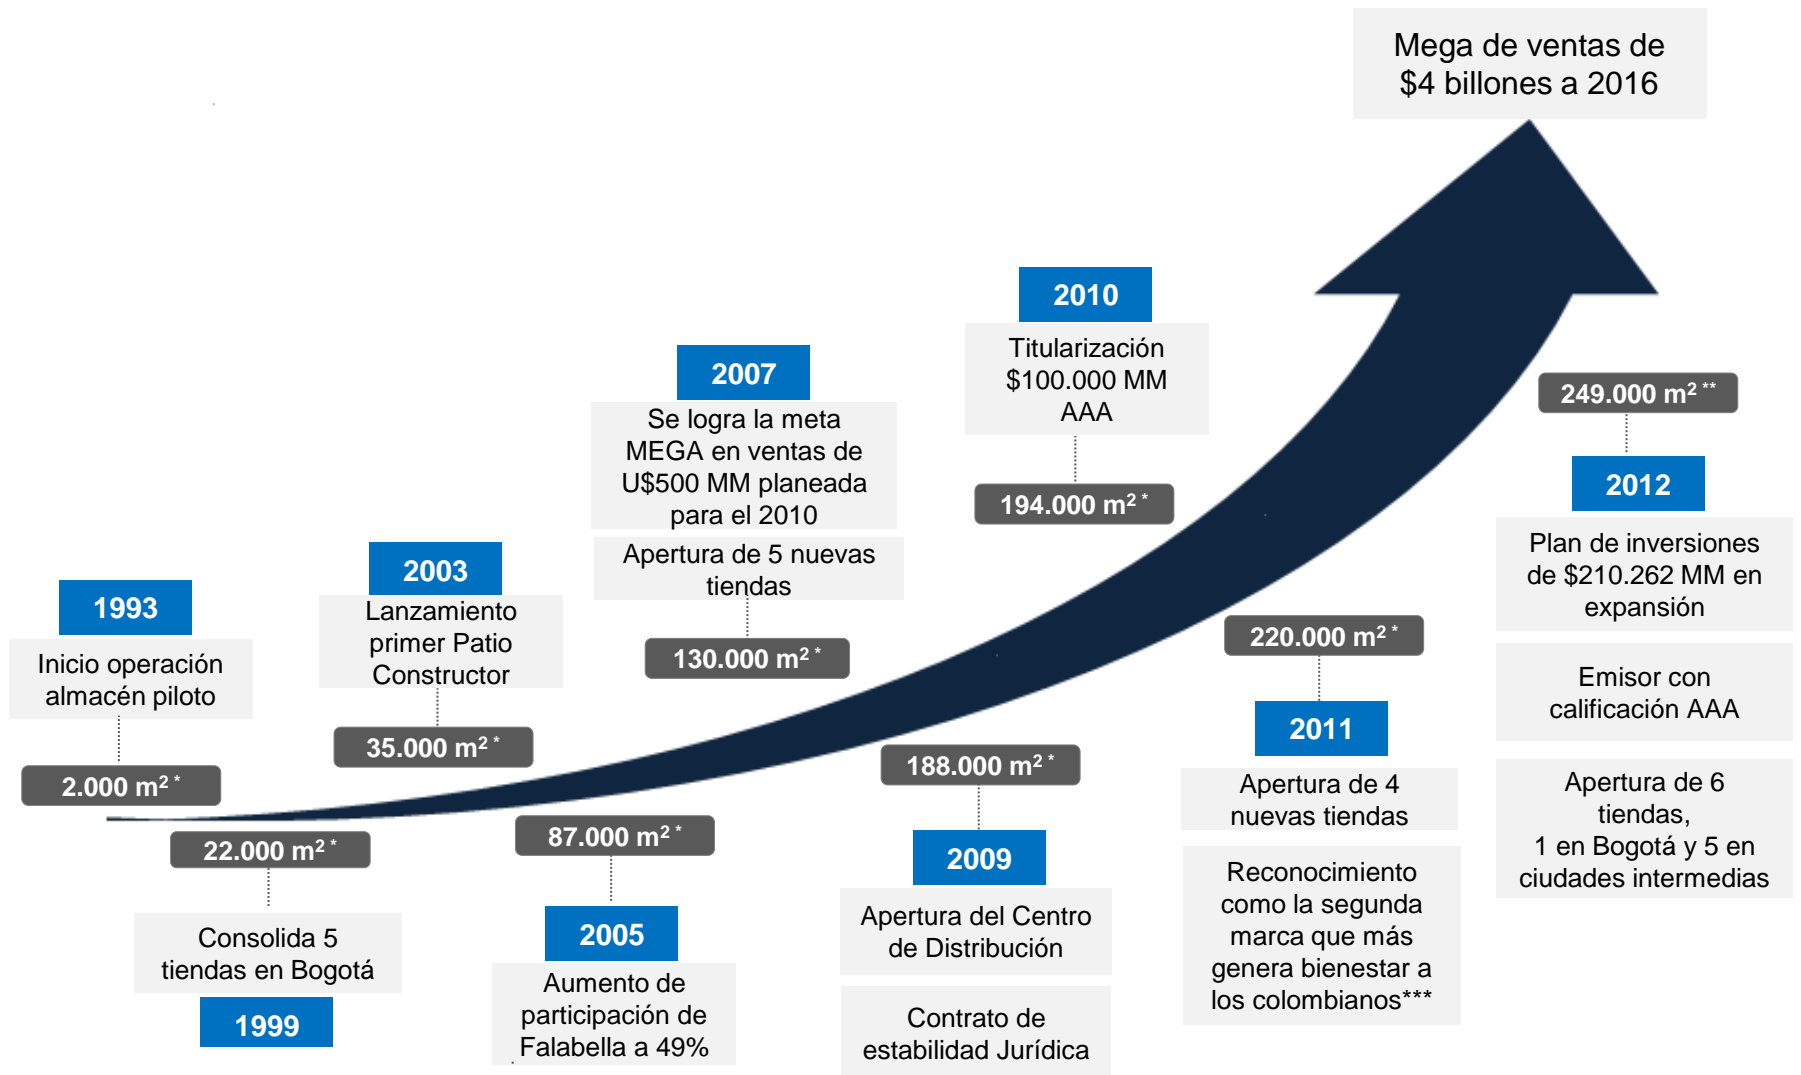 Mega de ventas de
$4 billones a 2016
1993
Inicio operación
almacén piloto
2.000 m² *
22.000 m² *
Consolida 5
tiendas en Bogotá
1999
2003
Lanzamiento
primer Patio
Constructor
35.000 m² *
87.000 m² *
2005
Aumento de
participación de
Falabella a 49%
2007
Se logra la meta
MEGA en ventas de
U$500 MM planeada
para el 2010
Apertura de 5 nuevas
tiendas
130.000 m² *
188.000 m² *
2009
Apertura del Centro
de Distribución
Contrato de
estabilidad Jurídica
2010
Titularización
$100.000 MM
AAA
194.000 m² *
220.000 m² *
2011
Apertura de 4
nuevas tiendas
Reconocimiento
como la segunda
marca que más
genera bienestar a
los colombianos***
249.000 m² **
2012
Plan de inversiones
de $210.262 MM en
expansión
Emisor con
calificación AAA
Apertura de 6
tiendas,
1 en Bogotá y 5 en
ciudades intermedias